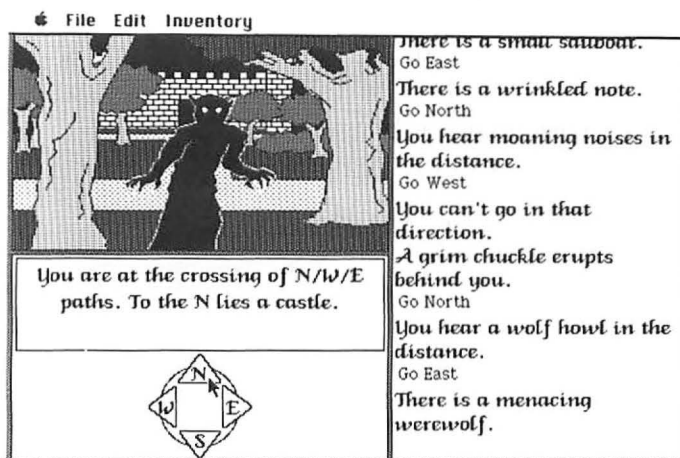 File Edit Inventory
There is a small sailboat.
Go East
There is a wrinkled note.
Go North
You hear moaning noises in
the distance.
Go West
You can't go in that
direction.
A grim chuckle erupts
behind you.
Go North
You hear a wolf howl in the
distance.
Go East
There is a menacing
werewolf.
You are at the crossing of N/W/E
paths. To the N lies a castle.
N
W E
S